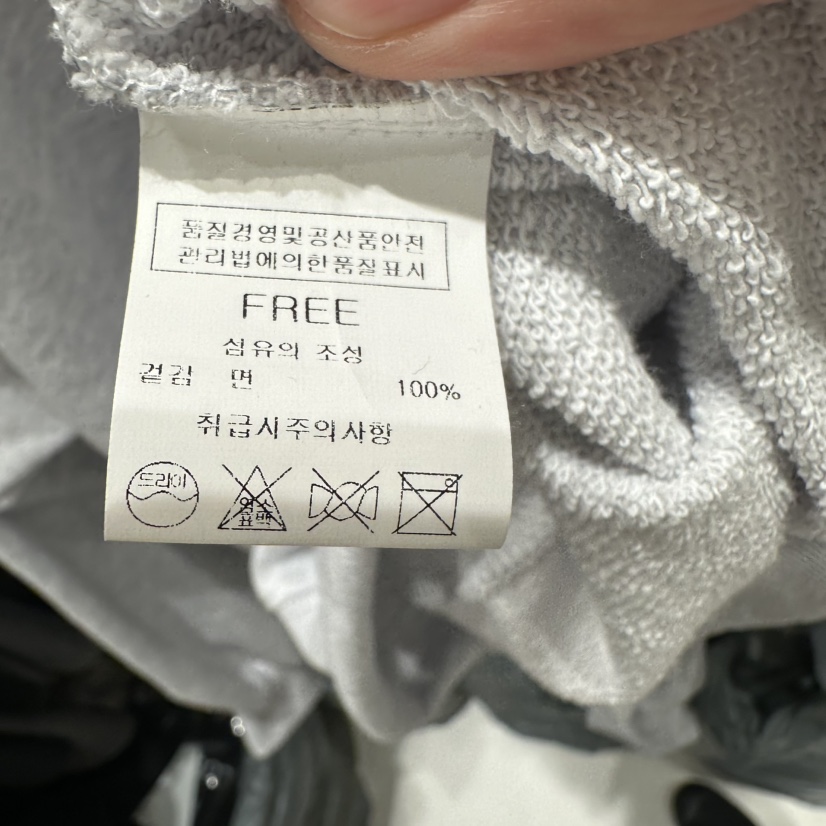 품질경영및공산품안전
관리법에의한품질표시
FREE
섬유의 조성
겉감 면 100%
취급시주의사항
드라이
염소
표백